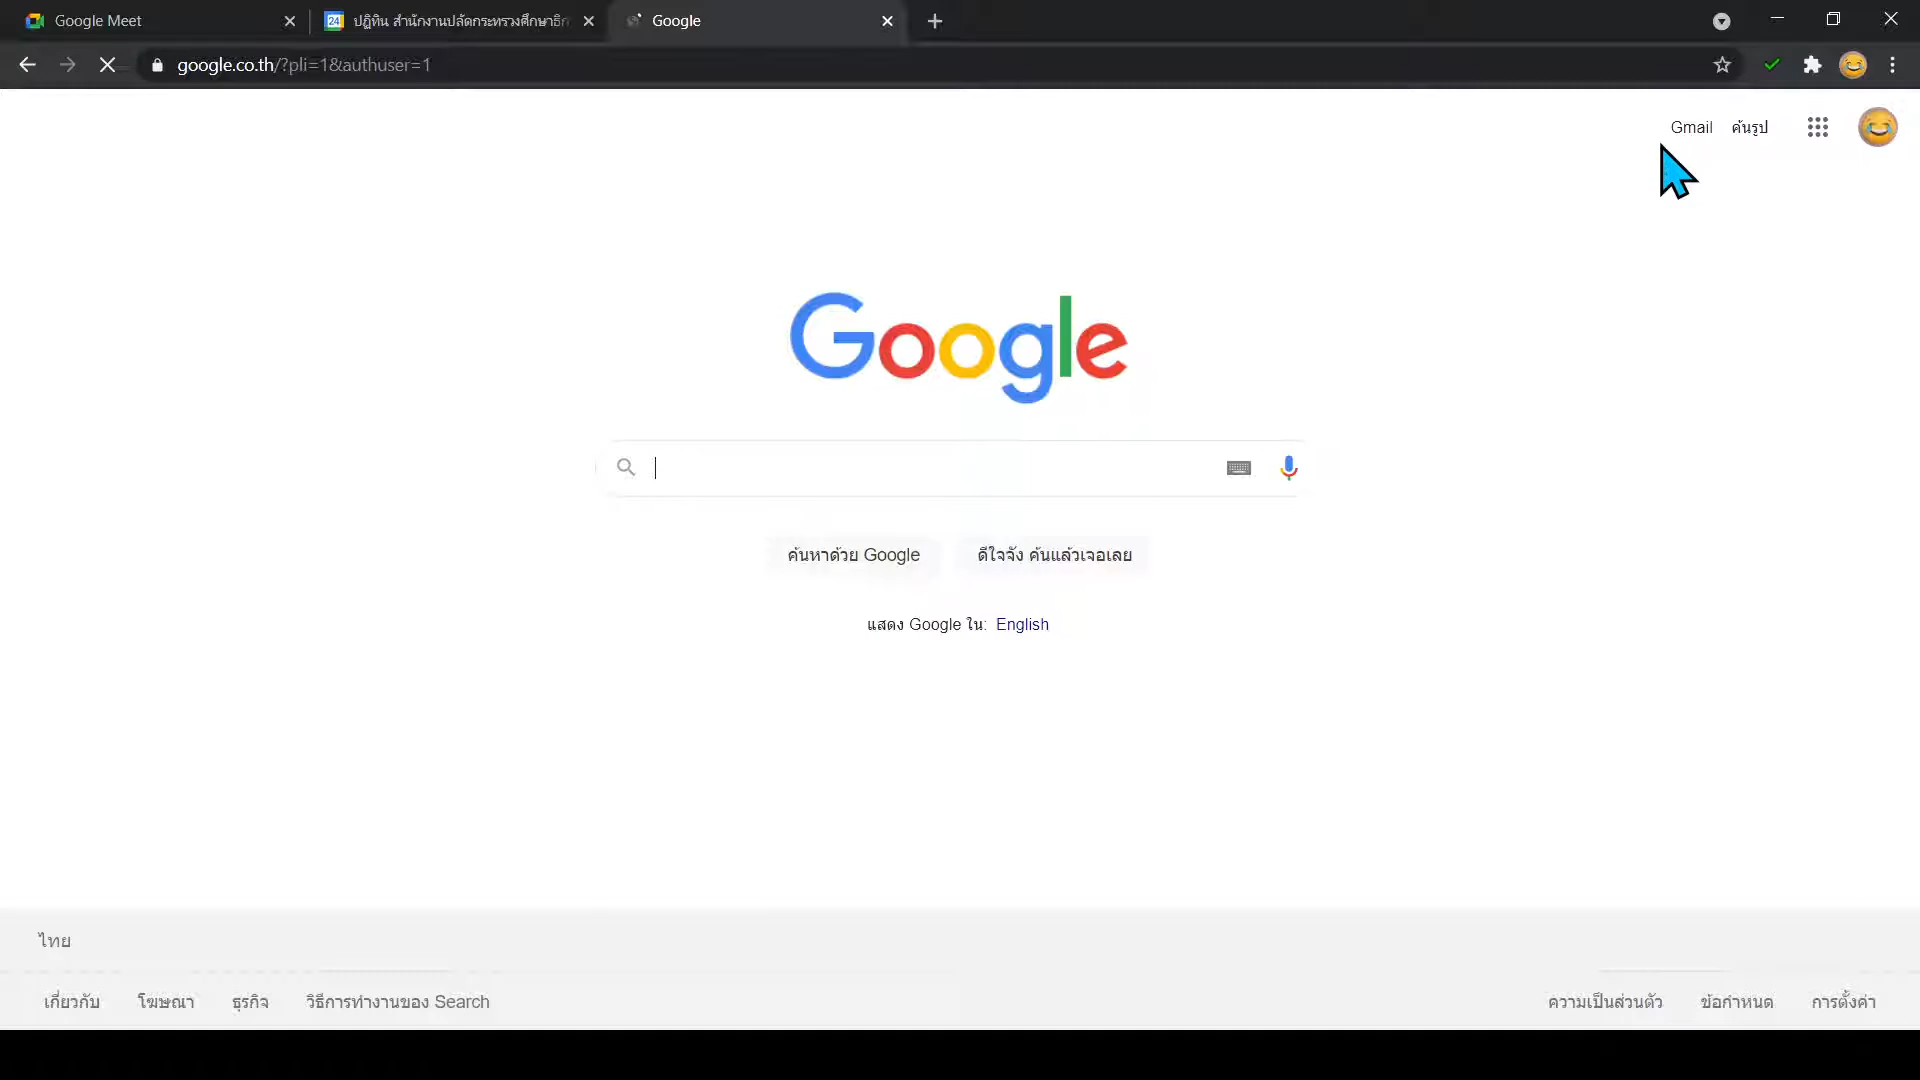 Google Meet
24 ปฏิทิน สำนักงานปลัดกระทรวงศึกษาธิก
Google
google.co.th/?pli=1&authuser=1
Gmail ค้นรูป
Google
ค้นหาด้วย Google ดีใจจัง ค้นแล้วเจอเลย
แสดง Google ใน: English
ไทย
เกี่ยวกับ โฆษณา ธุรกิจ วิธีการทำงานของ Search ความเป็นส่วนตัว ข้อกำหนด การตั้งค่า